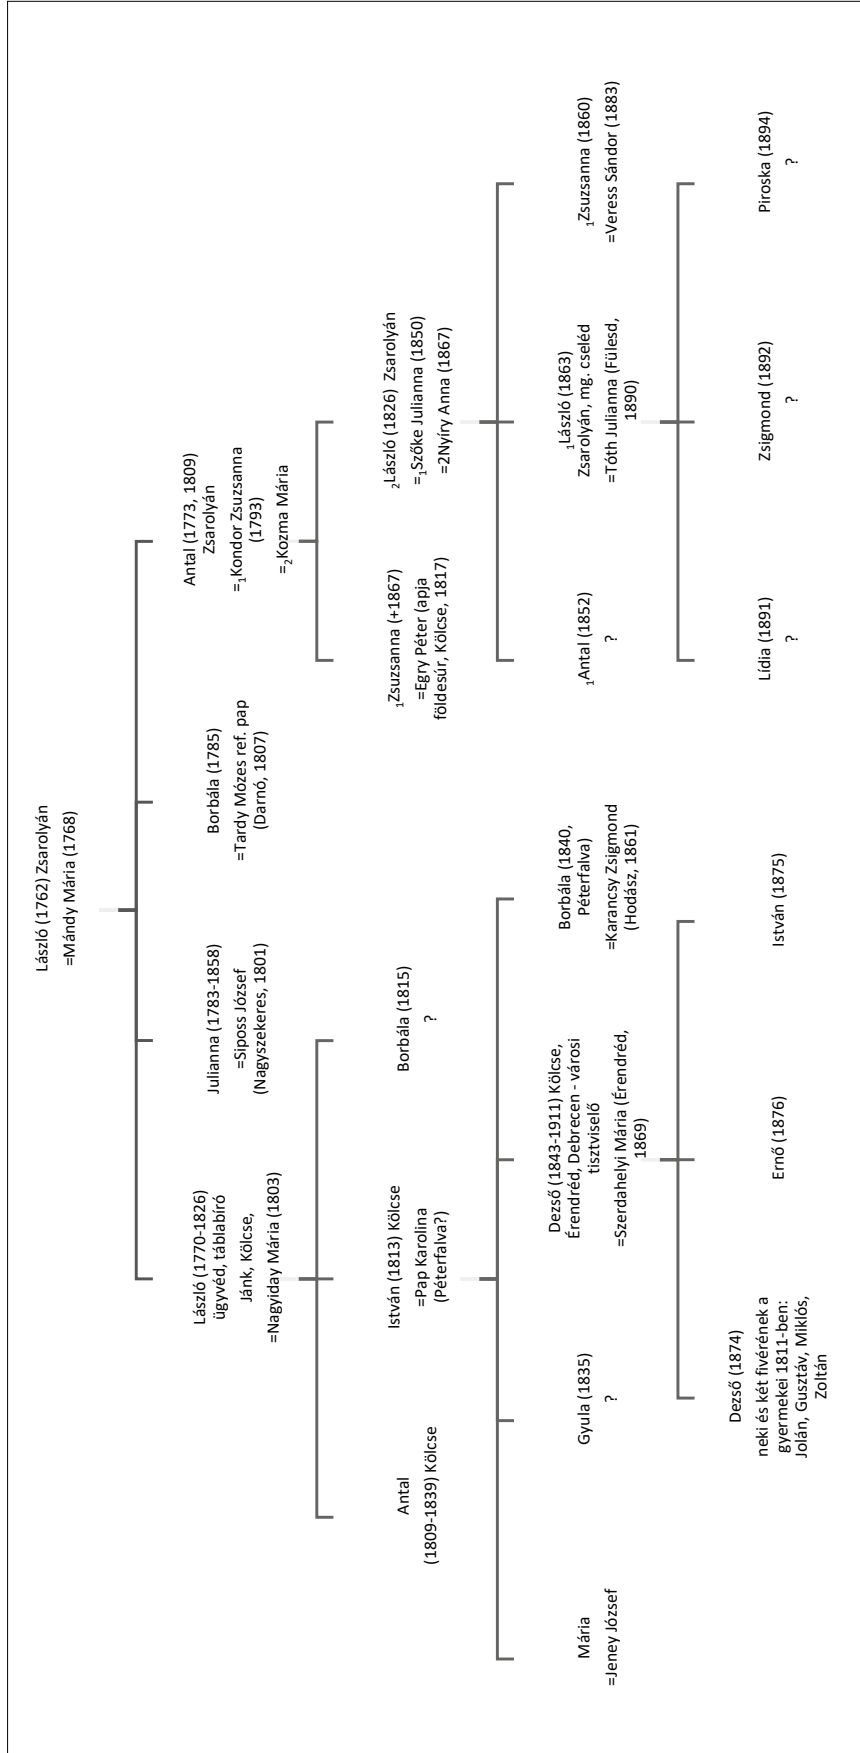 László (1762) Zsarolyán
=Mándy Mária (1768)
László (1770-1826)
ügyvéd, táblabíró
Jánk, Kölcse,
=Nagyiday Mária (1803)
Julianna (1783-1858)
=Siposs József
(Nagyszekeres, 1801)
Borbála (1785)
=Tardy Mózes ref. pap
(Darnó, 1807)
Antal (1773, 1809)
Zsarolyán
=₁Kondor Zsuzsanna
(1793)
=₂Kozma Mária
Antal
(1809-1839) Kölcse
István (1813) Kölcse
=Pap Karolina
(Péterfalva?)
Borbála (1815)
?
₁Zsuzsanna (+1867)
=Egry Péter (apja
földesúr, Kölcse, 1817)
₂László (1826) Zsarolyán
=₁Szőke Julianna (1850)
=2Nyíry Anna (1867)
Mária
=Jeney József
Gyula (1835)
?
Dezső (1843-1911) Kölcse,
Érendréd, Debrecen - városi
tisztviselő
=Szerdahelyi Mária (Érendréd,
1869)
Borbála (1840,
Péterfalva)
=Karancsy Zsigmond
(Hodász, 1861)
₁Antal (1852)
?
₁László (1863)
Zsarolyán, mg. cseléd
=Tóth Julianna (Fülesd,
1890)
₁Zsuzsanna (1860)
=Veress Sándor (1883)
Dezső (1874)
neki és két fivérének a
gyermekei 1811-ben:
Jolán, Gusztáv, Miklós,
Zoltán
Ernő (1876)
István (1875)
Lídia (1891)
?
Zsigmond (1892)
?
Piroska (1894)
?